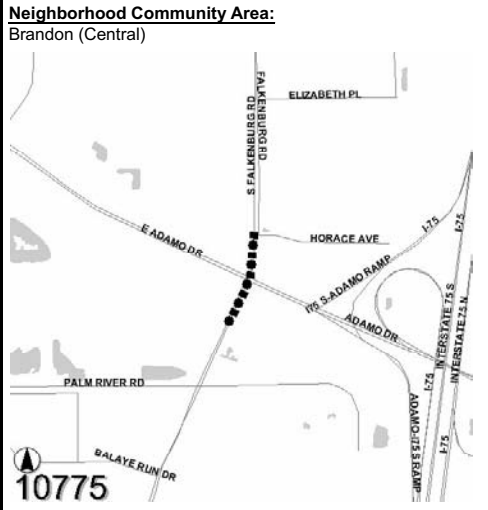 Neighborhood Community Area:
Brandon (Central)
FALKENBURG RD
S FALKENBURG RD
ELIZABETH PL
E ADAMO DR
HORACE AVE
I-75
I-75
I75 S-ADAMO RAMP
ADAMO DR
INTERSTATE 75 S
INTERSTATE 75 N
PALM RIVER RD
I-75
ADAMO-I75 S RAMP
I-75
BALAYE RUN DR
10775